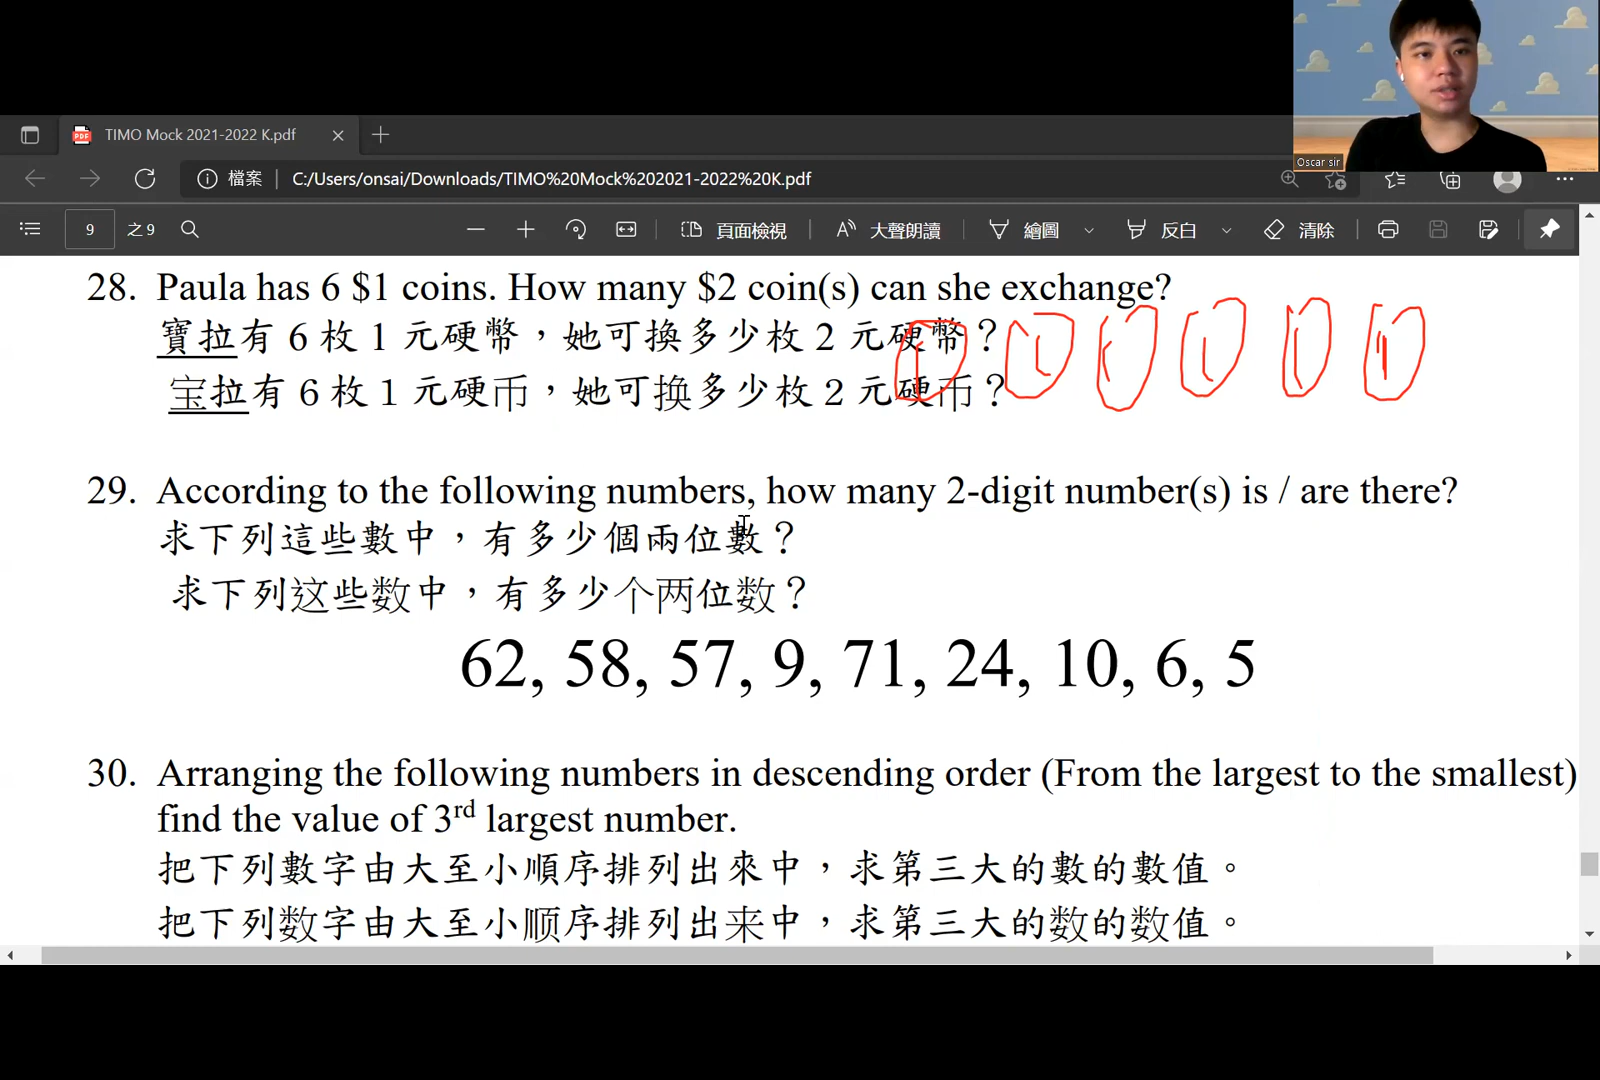 Oscar sir
TIMO Mock 2021-2022 K.pdf
檔案 C:/Users/onsai/Downloads/TIMO%20Mock%202021-2022%20K.pdf
9 之 9 頁面檢視 大聲朗讀 繪圖 反白 清除
28. Paula has 6 $1 coins. How many $2 coin(s) can she exchange?
寶拉有 6 枚 1 元硬幣，她可換多少枚 2 元硬幣？
宝拉有 6 枚 1 元硬币，她可换多少枚 2 元硬币？
1 1 1 1 1 1
29. According to the following numbers, how many 2-digit number(s) is / are there?
求下列這些數中，有多少個兩位數？
求下列这些数中，有多少个两位数？
62, 58, 57, 9, 71, 24, 10, 6, 5
30. Arranging the following numbers in descending order (From the largest to the smallest)
find the value of 3rd largest number.
把下列數字由大至小順序排列出來中，求第三大的數的數值。
把下列数字由大至小顺序排列出来中，求第三大的数的数值。